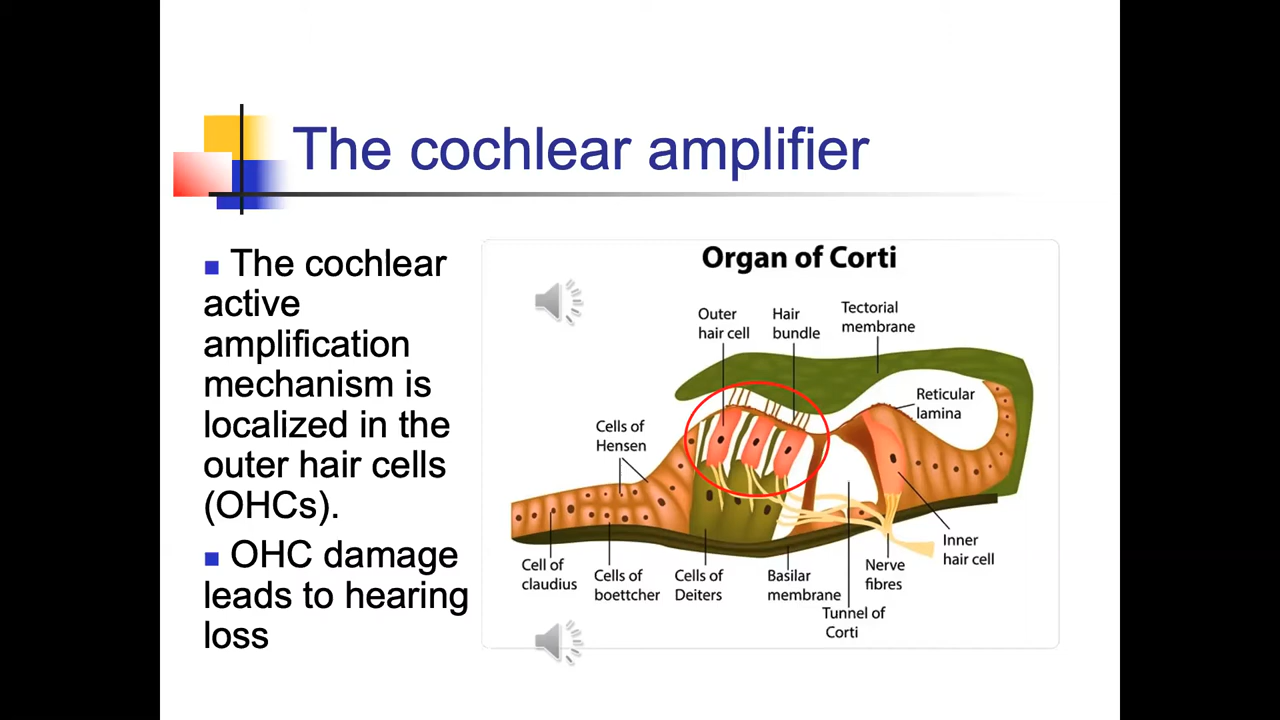 The cochlear amplifier
■ The cochlear
active
amplification
mechanism is
localized in the
outer hair cells
(OHCs).
■ OHC damage
leads to hearing
loss
Organ of Corti
Outer
hair cell
Hair
bundle
Tectorial
membrane
Reticular
lamina
Cells of
Hensen
Cell of
claudius
Cells of
boettcher
Cells of
Deiters
Basilar
membrane
Tunnel of
Corti
Nerve
fibres
Inner
hair cell